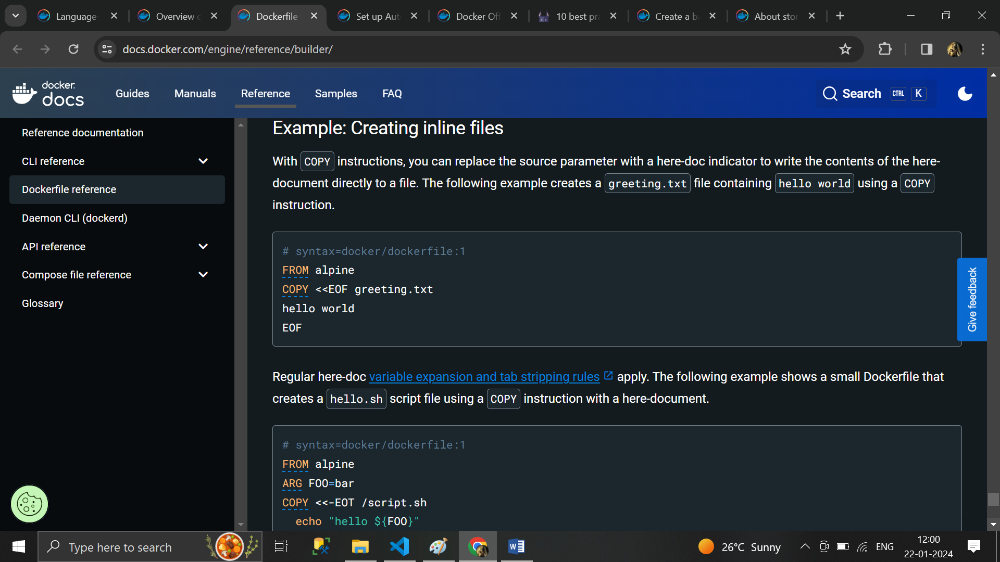 Language-
Overview c
Dockerfile
Set up Aut
Docker Off
10 best pra
Create a ba
About stor
docs.docker.com/engine/reference/builder/
docker
docs
Guides
Manuals
Reference
Samples
FAQ
Search
CTRL
K
Reference documentation
CLI reference
Dockerfile reference
Daemon CLI (dockerd)
API reference
Compose file reference
Glossary
Example: Creating inline files
With COPY instructions, you can replace the source parameter with a here-doc indicator to write the contents of the here-
document directly to a file. The following example creates a greeting.txt file containing hello world using a COPY
instruction.
# syntax=docker/dockerfile:1
FROM alpine
COPY <<EOF greeting.txt
hello world
EOF
Regular here-doc variable expansion and tab stripping rules apply. The following example shows a small Dockerfile that
creates a hello.sh script file using a COPY instruction with a here-document.
# syntax=docker/dockerfile:1
FROM alpine
ARG FOO=bar
COPY <<-EOT /script.sh
echo "hello ${FOO}"
Give feedback
Type here to search
26°C Sunny
ENG
12:00
22-01-2024